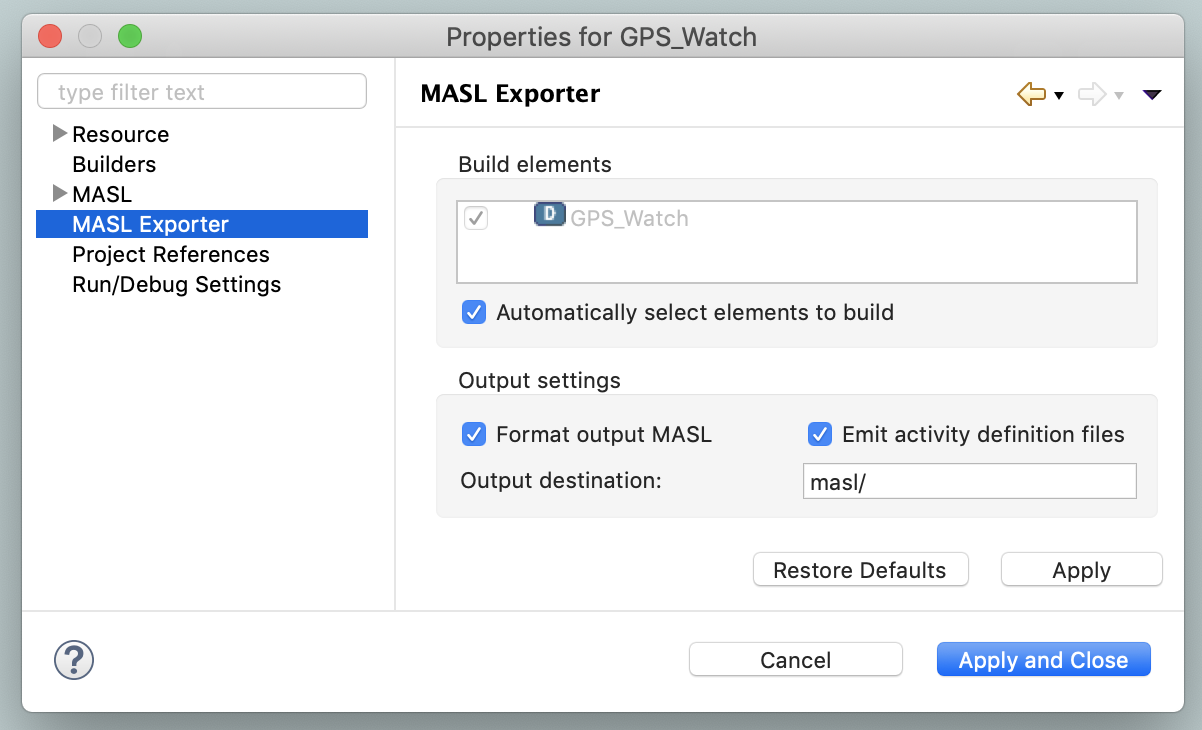 Properties for GPS_Watch
type filter text
Resource
Builders
MASL
MASL Exporter
Project References
Run/Debug Settings
MASL Exporter
Build elements
D GPS_Watch
Automatically select elements to build
Output settings
Format output MASL Emit activity definition files
Output destination: masl/
Restore Defaults Apply
? Cancel Apply and Close